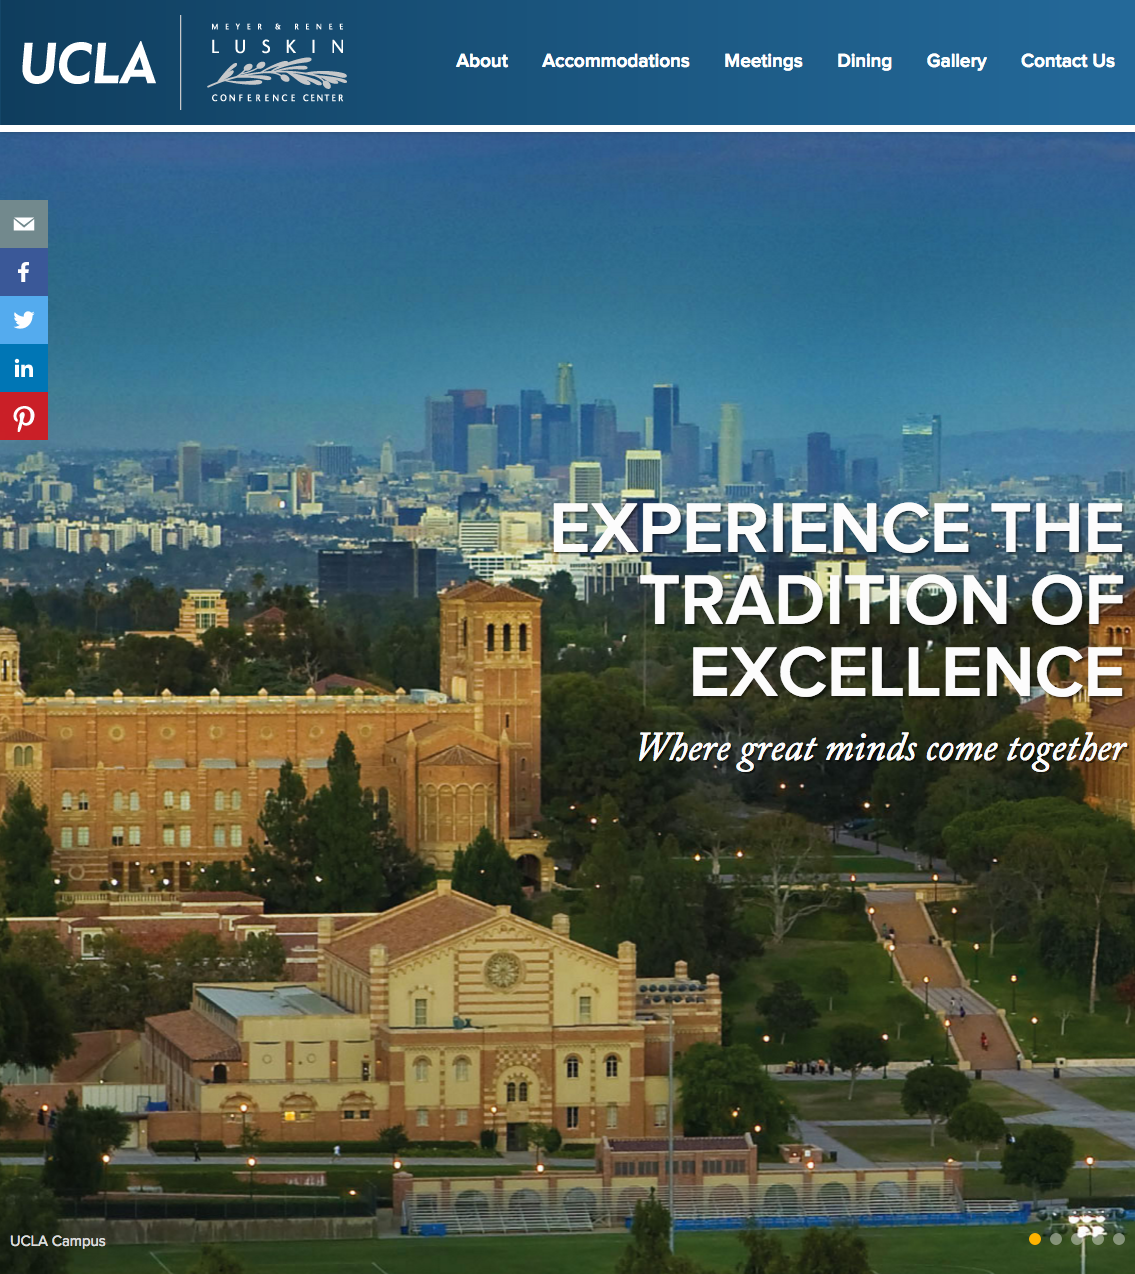 UCLA
MEYER & RENEE
LUSKIN
CONFERENCE CENTER
About
Accommodations
Meetings
Dining
Gallery
Contact Us
EXPERIENCE THE
TRADITION OF
EXCELLENCE
Where great minds come together
UCLA Campus